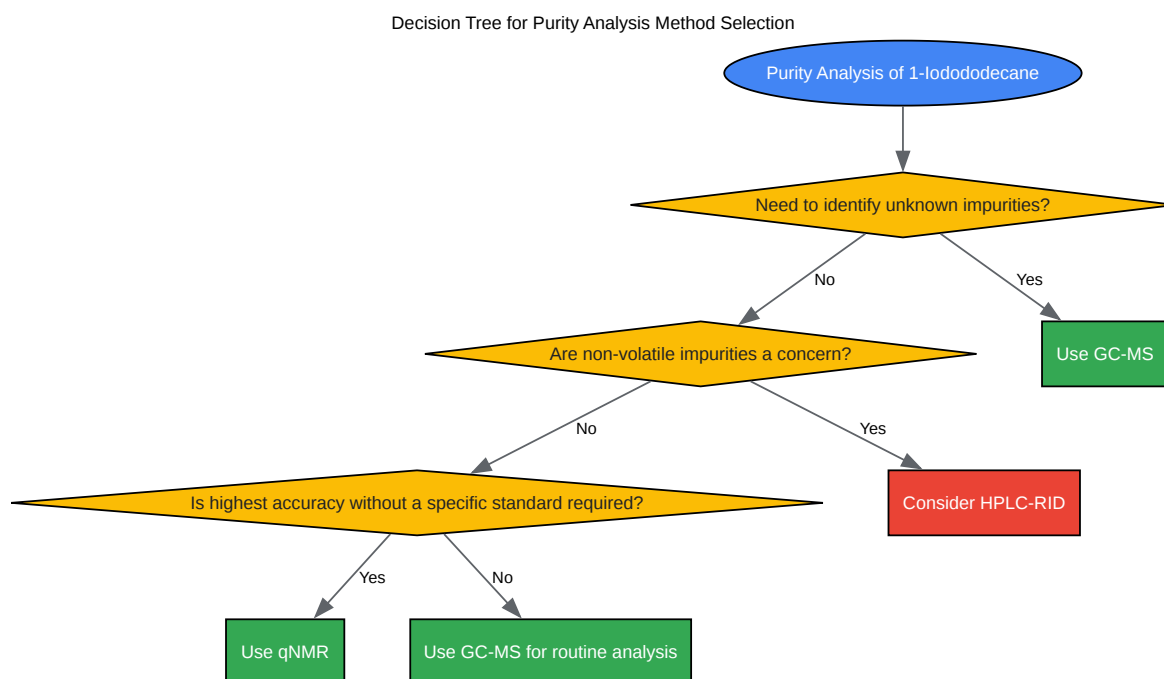 Decision Tree for Purity Analysis Method Selection
Purity Analysis of 1-Iodododecane
Need to identify unknown impurities?
No
Yes
Are non-volatile impurities a concern?
Use GC-MS
No
Yes
Is highest accuracy without a specific standard required?
Consider HPLC-RID
Yes
No
Use qNMR
Use GC-MS for routine analysis